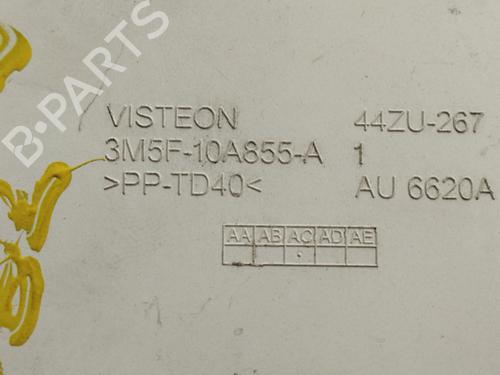 VISTEON 44ZU-267
3M5F-10A855-A 1
>PP-TD40< AU 6620A
AA AB AC AD AE
B-PARTS